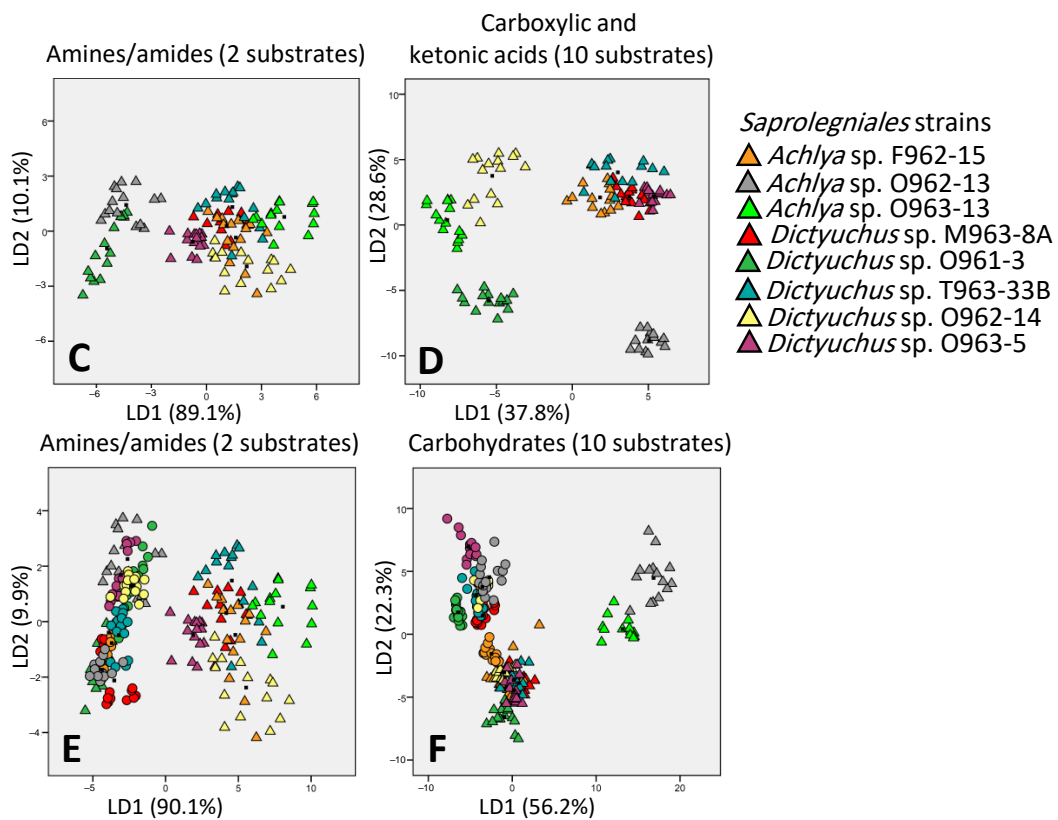 Amines/amides (2 substrates)
Carboxylic and
ketonic acids (10 substrates)
LD2 (10.1%)
6
3
0
−3
−6
C
−6
−3
0
3
6
LD1 (89.1%)
LD2 (28.6%)
10
5
0
−5
−10
D
−10
−5
0
5
LD1 (37.8%)
Saprolegniales strains
Achlya sp. F962-15
Achlya sp. O962-13
Achlya sp. O963-13
Dictyuchus sp. M963-8A
Dictyuchus sp. O961-3
Dictyuchus sp. T963-33B
Dictyuchus sp. O962-14
Dictyuchus sp. O963-5
Amines/amides (2 substrates)
LD2 (9.9%)
4
2
0
−2
−4
E
−5
0
5
10
LD1 (90.1%)
Carbohydrates (10 substrates)
LD2 (22.3%)
10
5
0
−5
−10
F
−10
0
10
20
LD1 (56.2%)